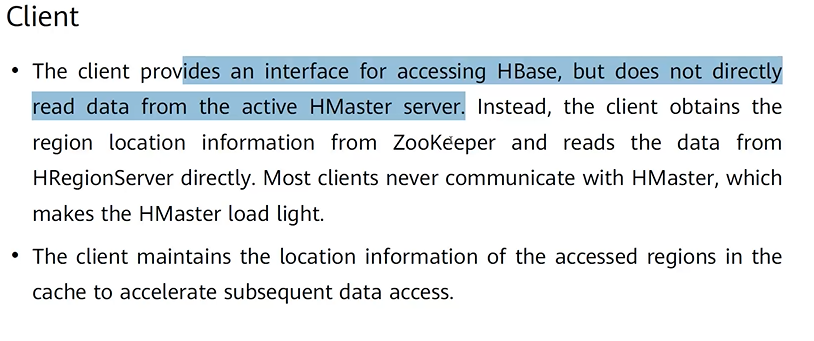 Client
• The client provides an interface for accessing HBase, but does not directly
read data from the active HMaster server. Instead, the client obtains the
region location information from ZooKeeper and reads the data from
HRegionServer directly. Most clients never communicate with HMaster, which
makes the HMaster load light.
• The client maintains the location information of the accessed regions in the
cache to accelerate subsequent data access.